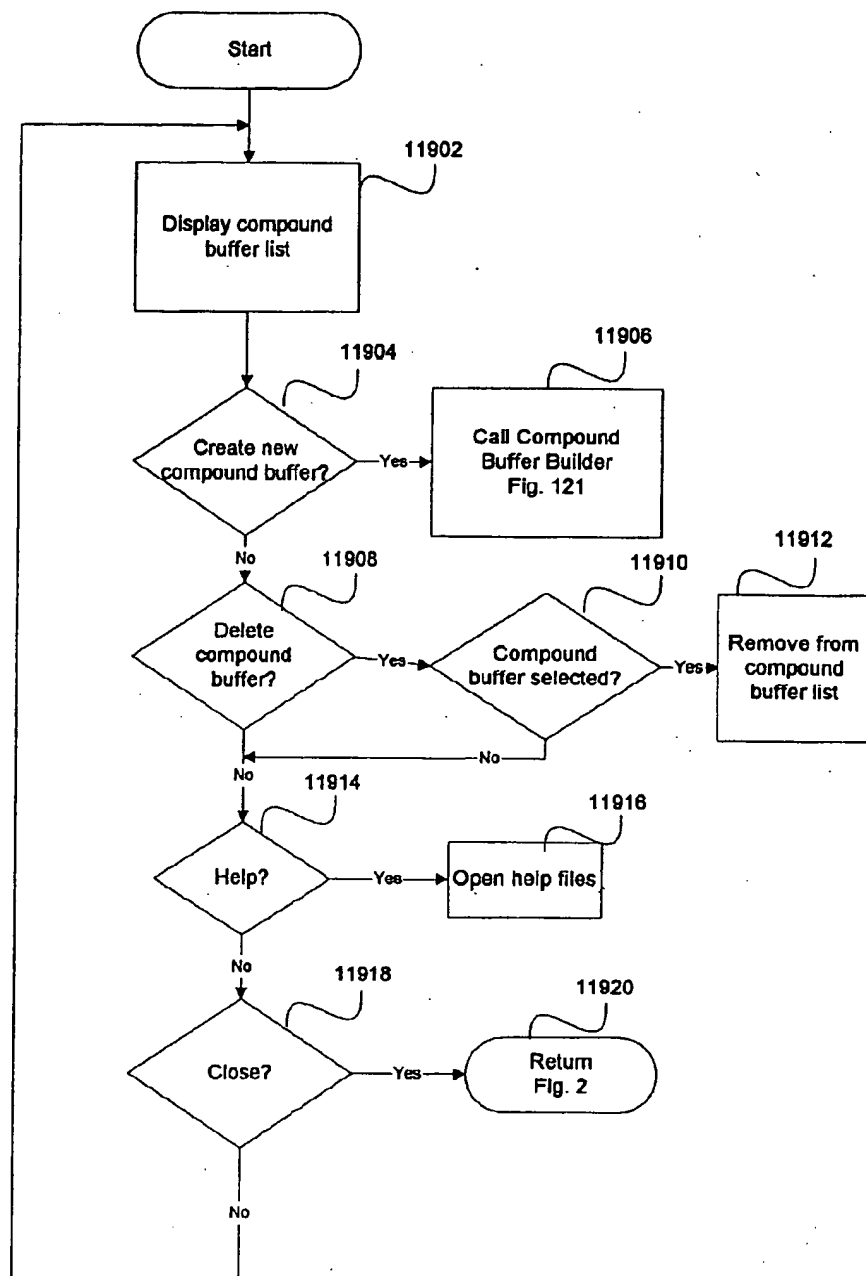 Start
11902
Display compound
buffer list
11904
Create new
compound buffer?
Yes
11906
Call Compound
Buffer Builder
Fig. 121
No
11908
Delete
compound
buffer?
Yes
11910
Compound
buffer selected?
Yes
11912
Remove from
compound
buffer list
No
No
11914
Help?
Yes
11916
Open help files
No
11918
Close?
Yes
11920
Return
Fig. 2
No